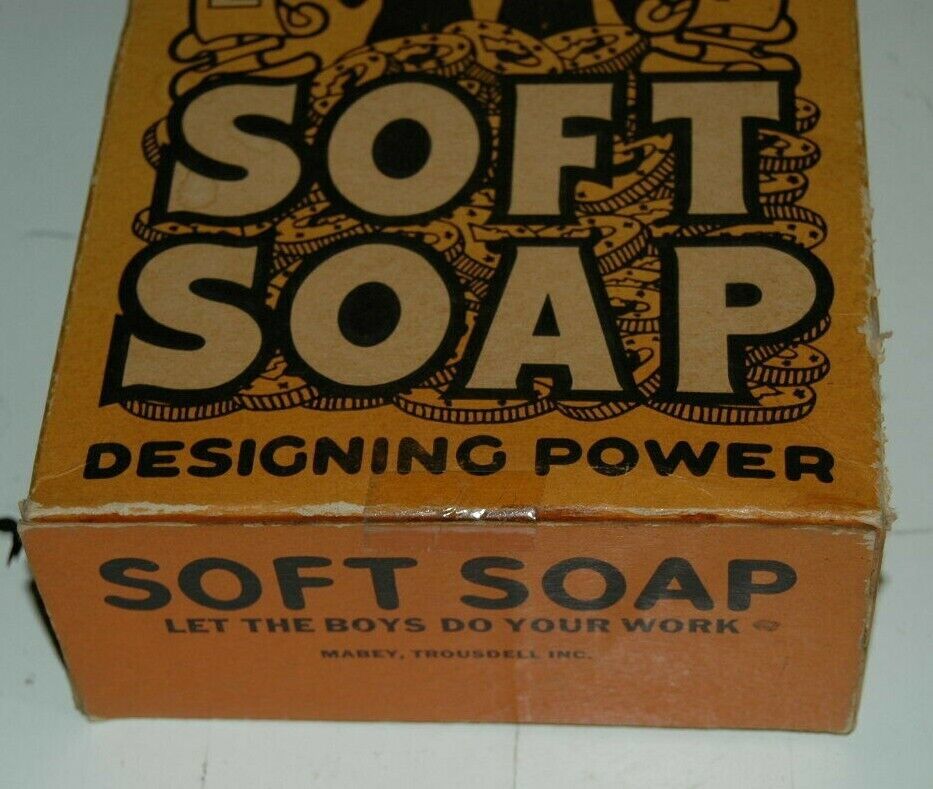 SOFT
SOAP
DESIGNING POWER
SOFT SOAP
LET THE BOYS DO YOUR WORK
MABEY, TROUSDELL INC.